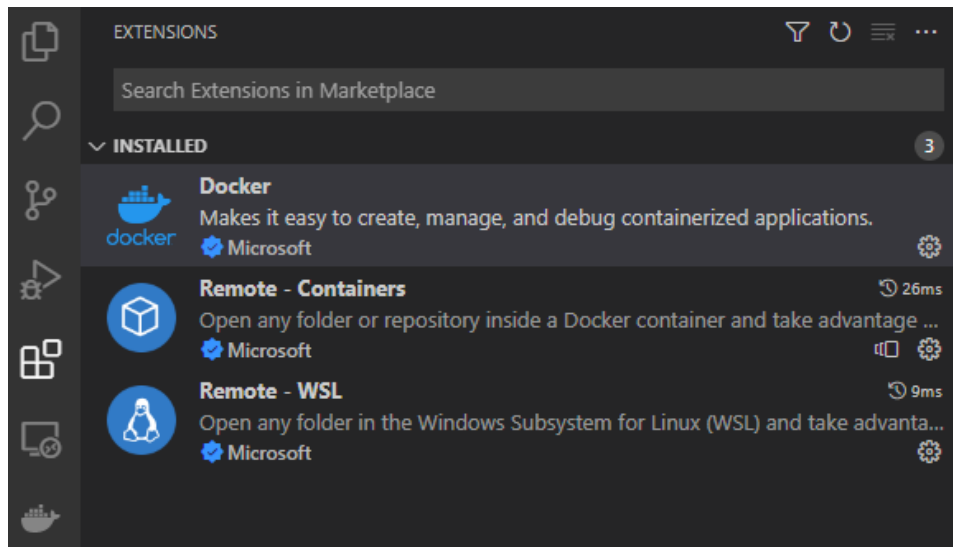 EXTENSIONS
Search Extensions in Marketplace
INSTALLED 3
Docker
Makes it easy to create, manage, and debug containerized applications.
docker
Microsoft
Remote - Containers 26ms
Open any folder or repository inside a Docker container and take advantage ...
Microsoft
Remote - WSL 9ms
Open any folder in the Windows Subsystem for Linux (WSL) and take advanta...
Microsoft